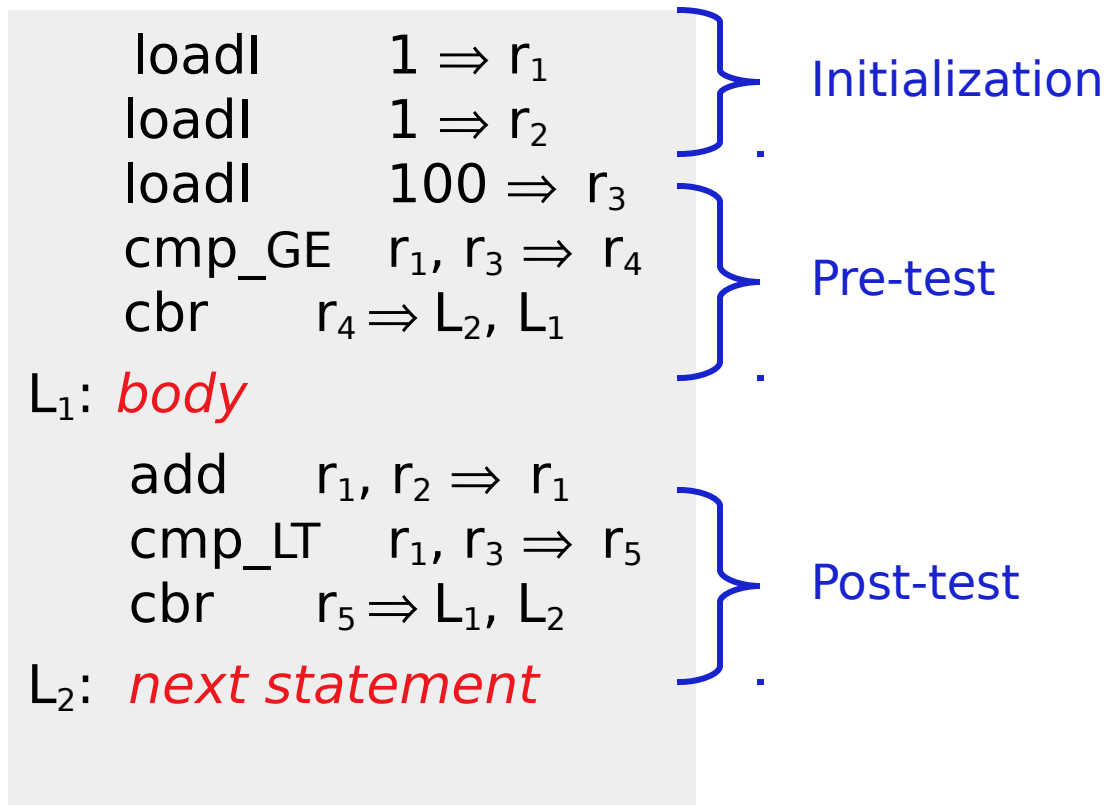 loadI 1 ⇒ r₁
loadI 1 ⇒ r₂
loadI 100 ⇒ r₃
cmp_GE r₁, r₃ ⇒ r₄
cbr r₄ ⇒ L₂, L₁
L₁: body
add r₁, r₂ ⇒ r₁
cmp_LT r₁, r₃ ⇒ r₅
cbr r₅ ⇒ L₁, L₂
L₂: next statement
Initialization
Pre-test
Post-test